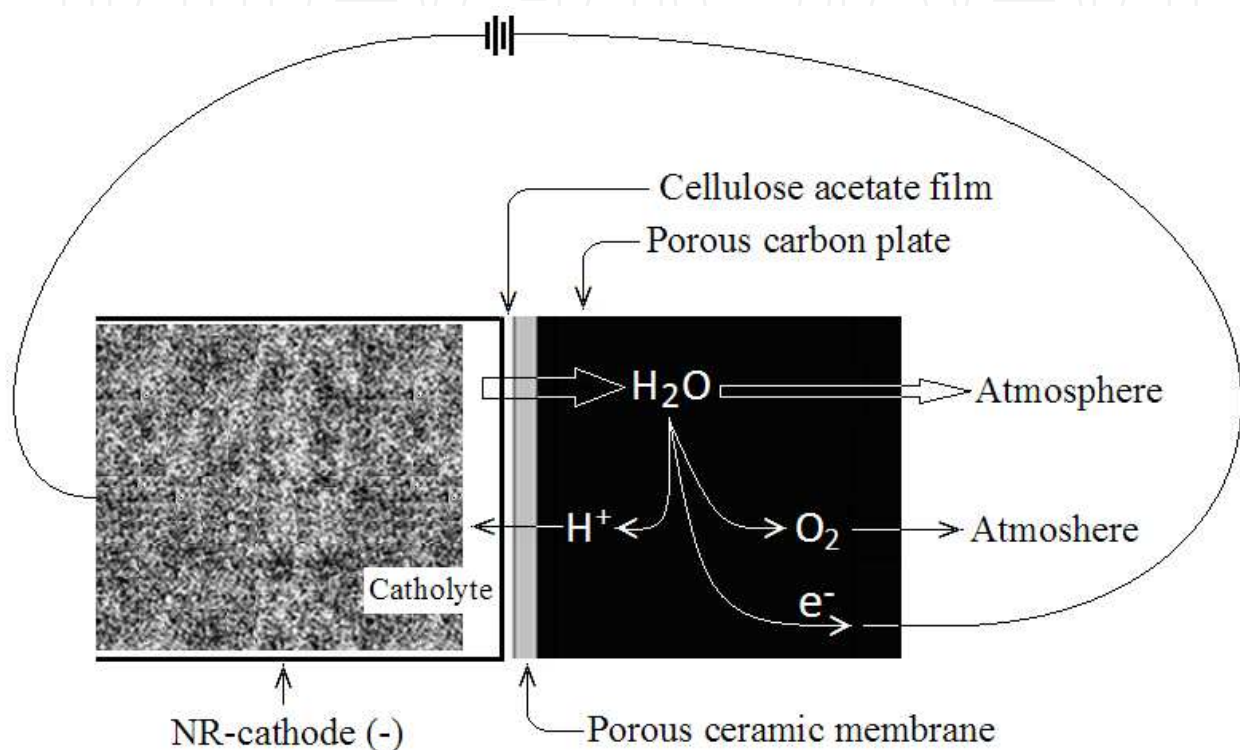 Cellulose acetate film
Porous carbon plate
H₂O
Atmosphere
H⁺
O₂
Atmoshere
Catholyte
e⁻
NR-cathode (-)
Porous ceramic membrane